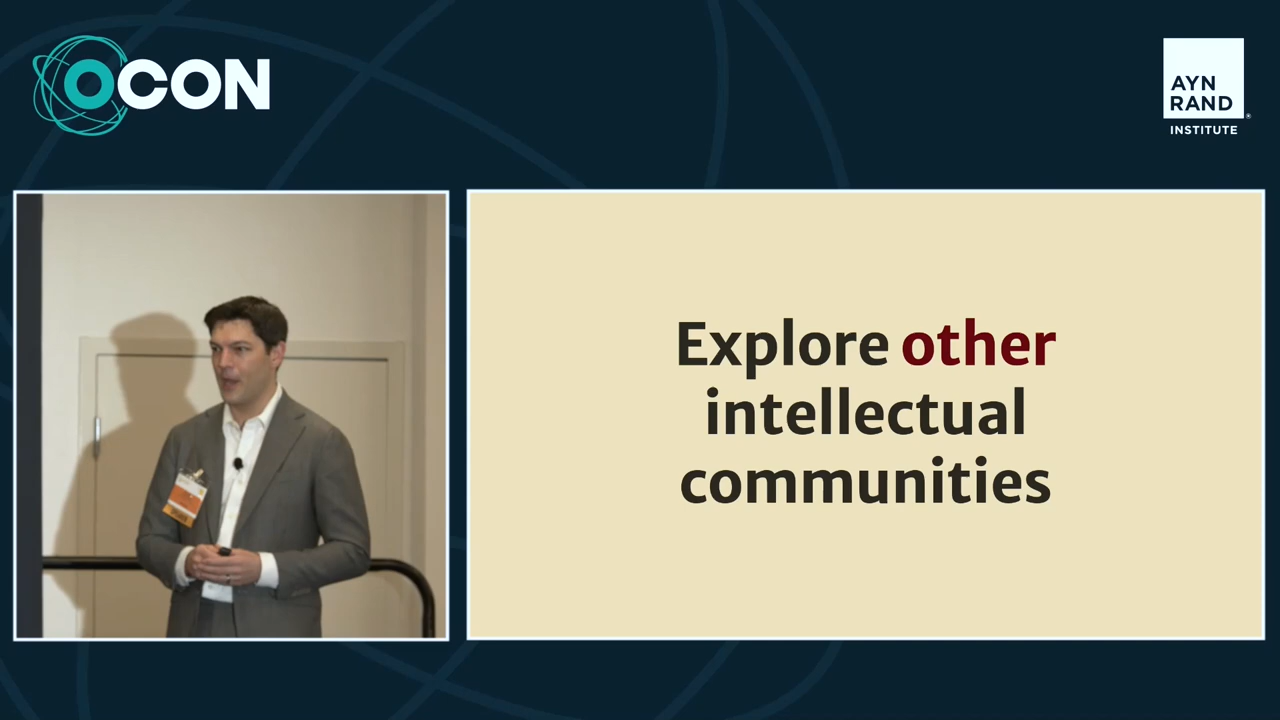 OCON
AYN
RAND
INSTITUTE
Explore other
intellectual
communities